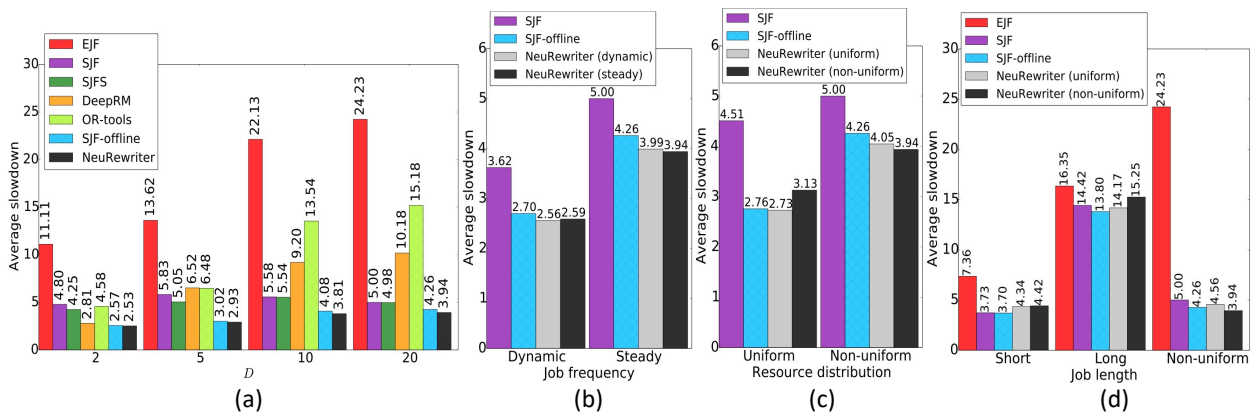 EJF
SJF
SJFS
DeepRM
OR-tools
SJF-offline
NeuRewriter
Average slowdown
30
25
20
15
10
5
0
11.11
4.80
4.25
2.81
4.58
2.57
2.53
13.62
5.83
5.05
6.52
6.48
3.02
2.93
22.13
5.58
5.54
9.20
13.54
4.08
3.81
24.23
5.00
4.98
10.18
15.18
4.26
3.94
2 5 10 20
D
(a)
SJF
SJF-offline
NeuRewriter (dynamic)
NeuRewriter (steady)
Average slowdown
6
5
4
3
2
1
0
3.62
2.70
2.56
2.59
5.00
4.26
3.99
3.94
Dynamic Steady
Job frequency
(b)
SJF
SJF-offline
NeuRewriter (uniform)
NeuRewriter (non-uniform)
Average slowdown
6
5
4
3
2
1
0
4.51
2.76
2.73
3.13
5.00
4.26
4.05
3.94
Uniform Non-uniform
Resource distribution
(c)
EJF
SJF
SJF-offline
NeuRewriter (uniform)
NeuRewriter (non-uniform)
Average slowdown
30
25
20
15
10
5
0
7.36
3.73
3.70
4.34
4.42
16.35
14.42
13.80
14.17
15.25
24.23
5.00
4.26
4.56
3.94
Short Long Non-uniform
Job length
(d)